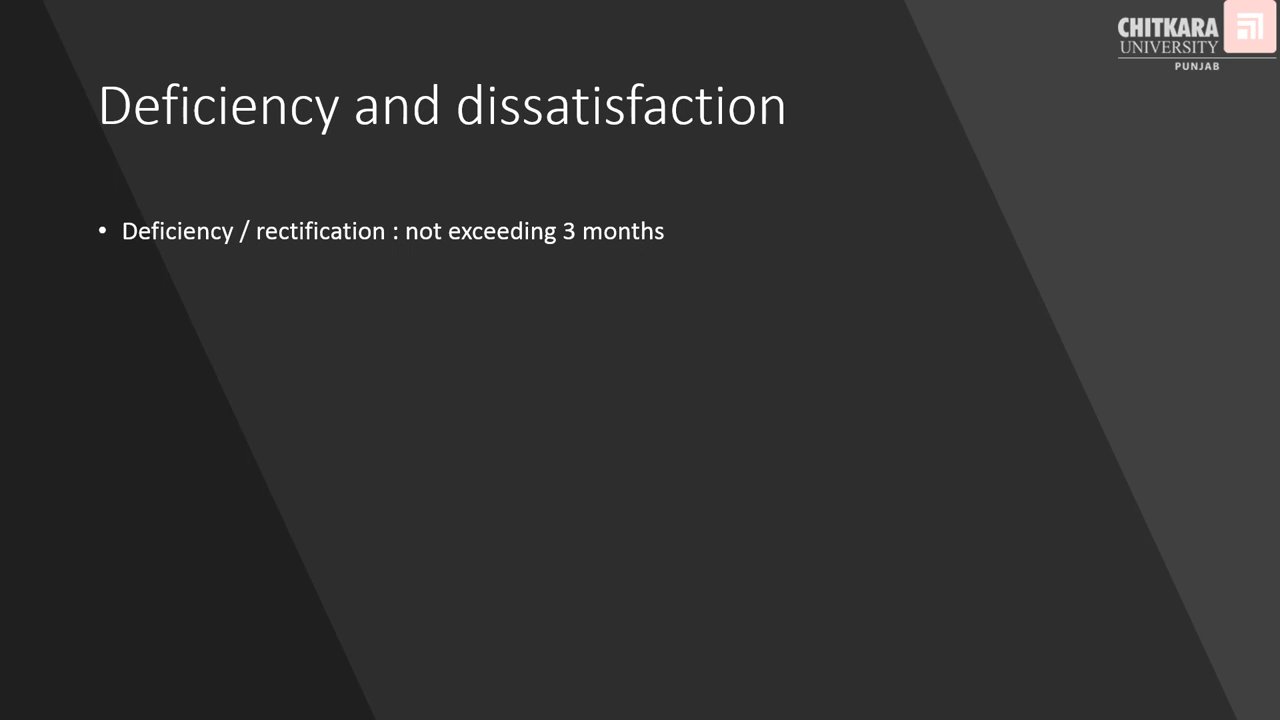 CHITKARA
UNIVERSITY
PUNJAB
Deficiency and dissatisfaction
• Deficiency / rectification : not exceeding 3 months